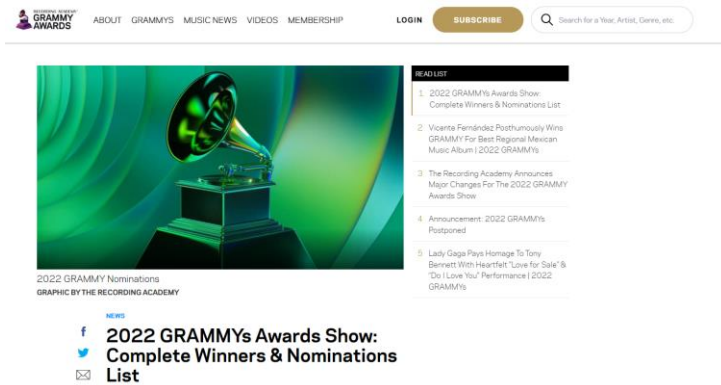 RECORDING ACADEMY
GRAMMY
AWARDS
ABOUT GRAMMYS MUSIC NEWS VIDEOS MEMBERSHIP
LOGIN
SUBSCRIBE
Search for a Year, Artist, Genre, etc
READ LIST
1 2022 GRAMMYs Awards Show:
Complete Winners & Nominations List
2 Vicente Fernández Posthumously Wins
GRAMMY For Best Regional Mexican
Music Album | 2022 GRAMMYs
3 The Recording Academy Announces
Major Changes For The 2022 GRAMMY
Awards Show
4 Announcement: 2022 GRAMMYs
Postponed
5 Lady Gaga Pays Homage To Tony
Bennett With Heartfelt "Love for Sale" &
"Do I Love You" Performance | 2022
GRAMMYs
2022 GRAMMY Nominations
GRAPHIC BY THE RECORDING ACADEMY
NEWS
2022 GRAMMYs Awards Show:
Complete Winners & Nominations
List